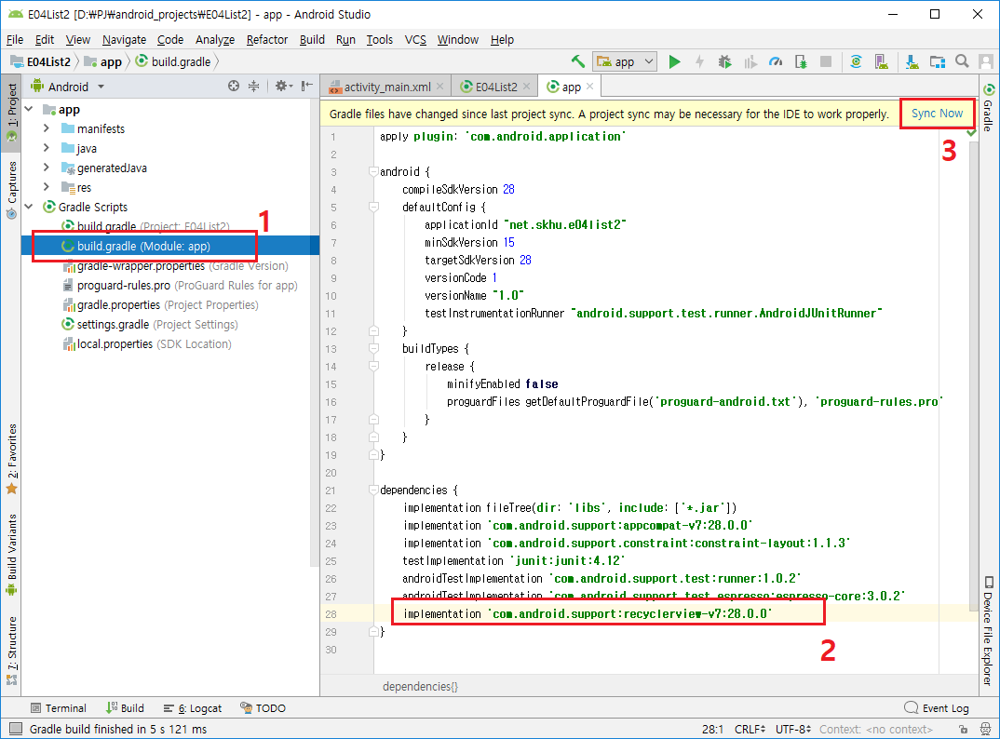 E04List2 [D:₩PJ₩android_projects₩E04List2] - app - Android Studio
File Edit View Navigate Code Analyze Refactor Build Run Tools VCS Window Help
E04List2 app build.gradle app
Android activity_main.xml E04List2 app
Gradle files have changed since last project sync. A project sync may be necessary for the IDE to work properly. Sync Now
3
1: Project
Captures
2: Favorites
Build Variants
7: Structure
app
manifests
java
generatedJava
res
Gradle Scripts
build.gradle (Project: E04List2)
1
build.gradle (Module: app)
gradle-wrapper.properties (Gradle Version)
proguard-rules.pro (ProGuard Rules for app)
gradle.properties (Project Properties)
settings.gradle (Project Settings)
local.properties (SDK Location)
1 apply plugin: 'com.android.application'
2
3 android {
4 compileSdkVersion 28
5 defaultConfig {
6 applicationId "net.skhu.e04list2"
7 minSdkVersion 15
8 targetSdkVersion 28
9 versionCode 1
10 versionName "1.0"
11 testInstrumentationRunner "android.support.test.runner.AndroidJUnitRunner"
12 }
13 buildTypes {
14 release {
15 minifyEnabled false
16 proguardFiles getDefaultProguardFile('proguard-android.txt'), 'proguard-rules.pro'
17 }
18 }
19 }
20
21 dependencies {
22 implementation fileTree(dir: 'libs', include: ['*.jar'])
23 implementation 'com.android.support:appcompat-v7:28.0.0'
24 implementation 'com.android.support.constraint:constraint-layout:1.1.3'
25 testImplementation 'junit:junit:4.12'
26 androidTestImplementation 'com.android.support.test:runner:1.0.2'
27 androidTestImplementation 'com.android.support.test.espresso:espresso-core:3.0.2'
28 implementation 'com.android.support:recyclerview-v7:28.0.0'
29 }
30
2
dependencies{}
Gradle
Device File Explorer
Terminal Build 6: Logcat TODO Event Log
Gradle build finished in 5 s 121 ms 28:1 CRLF UTF-8 Context: <no context>